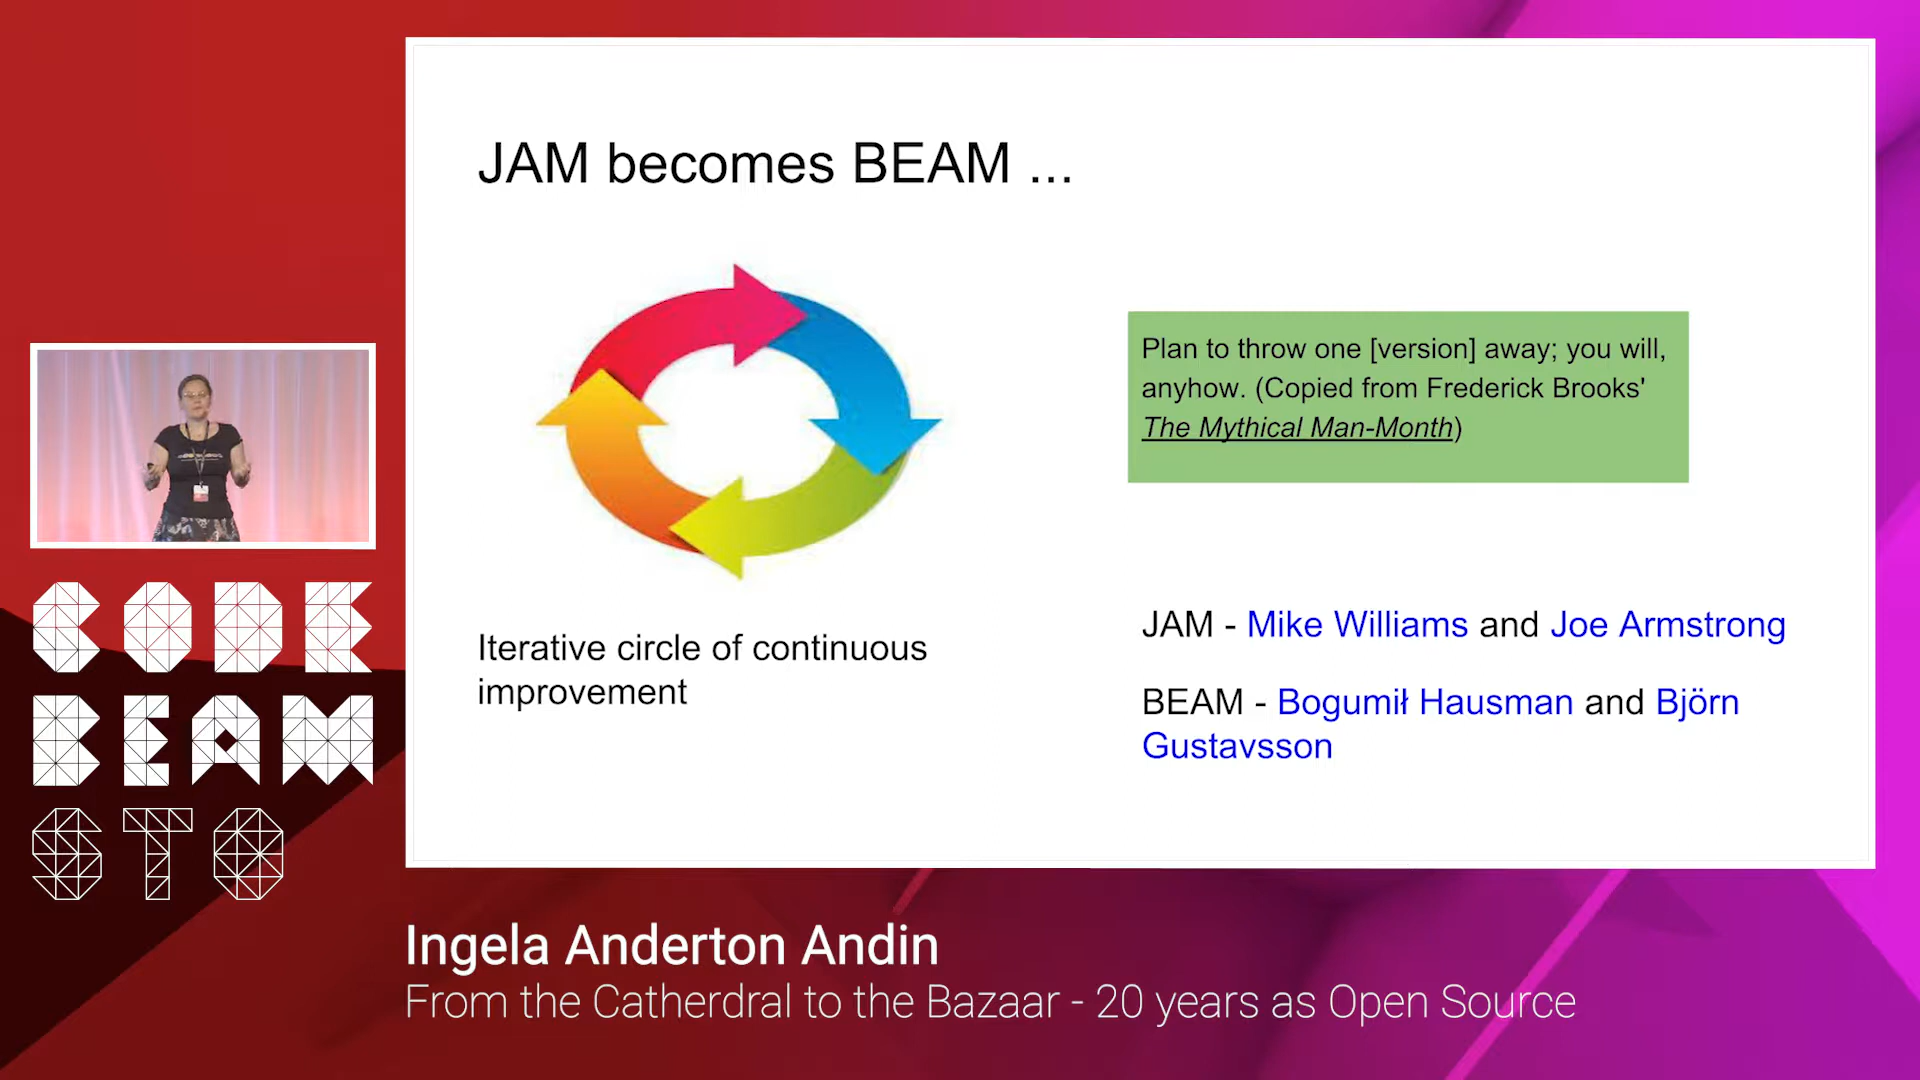 JAM becomes BEAM ...
Plan to throw one [version] away; you will,
anyhow. (Copied from Frederick Brooks'
The Mythical Man-Month)
Iterative circle of continuous
improvement
JAM - Mike Williams and Joe Armstrong
BEAM - Bogumił Hausman and Björn
Gustavsson
CODE
BEAM
STO
Ingela Anderton Andin
From the Catherdral to the Bazaar - 20 years as Open Source